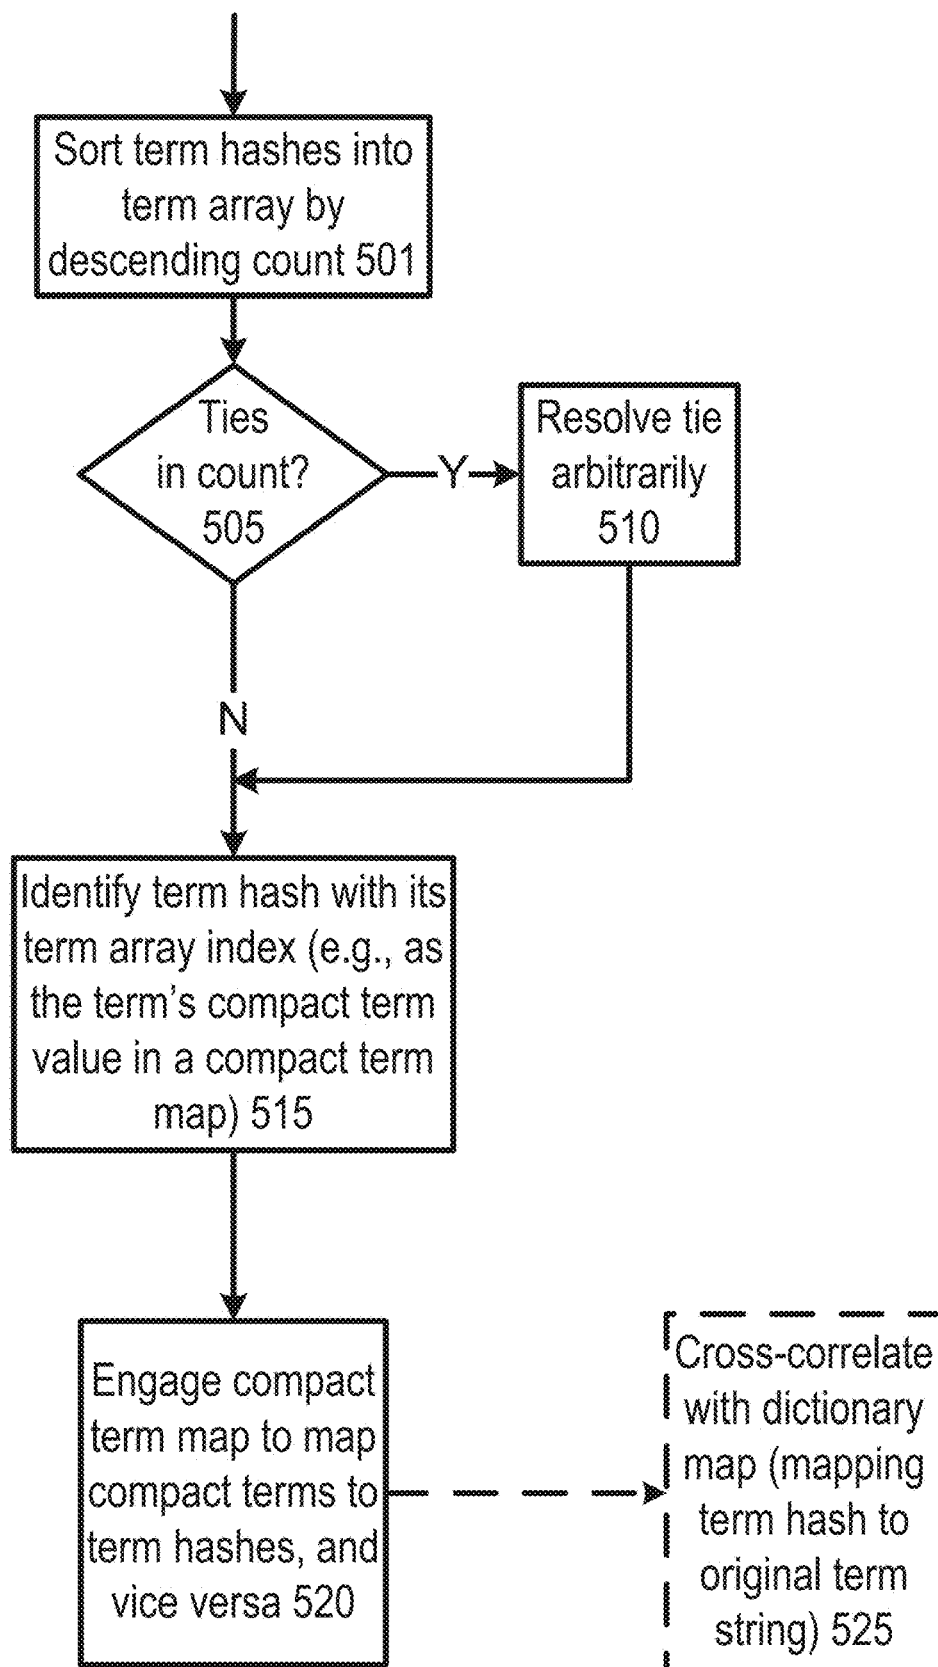 Sort term hashes into
term array by
descending count 501
Ties
in count?
505
Y
Resolve tie
arbitrarily
510
N
Identify term hash with its
term array index (e.g., as
the term's compact term
value in a compact term
map) 515
Engage compact
term map to map
compact terms to
term hashes, and
vice versa 520
Cross-correlate
with dictionary
map (mapping
term hash to
original term
string) 525